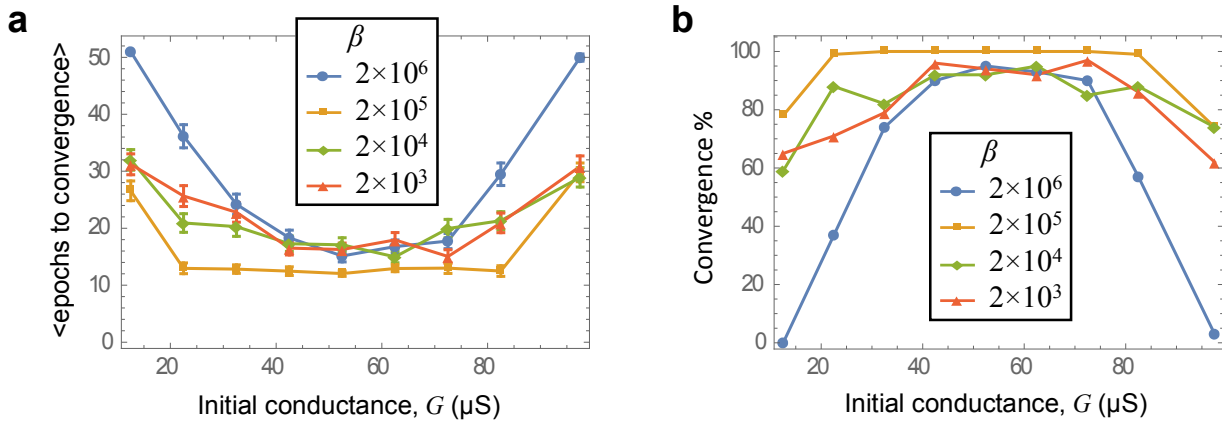 a
<epochs to convergence>
50
40
30
20
10
0
β
2×10⁶
2×10⁵
2×10⁴
2×10³
20 40 60 80
Initial conductance, G (μS)
b
Convergence %
100
80
60
40
20
0
β
2×10⁶
2×10⁵
2×10⁴
2×10³
20 40 60 80
Initial conductance, G (μS)